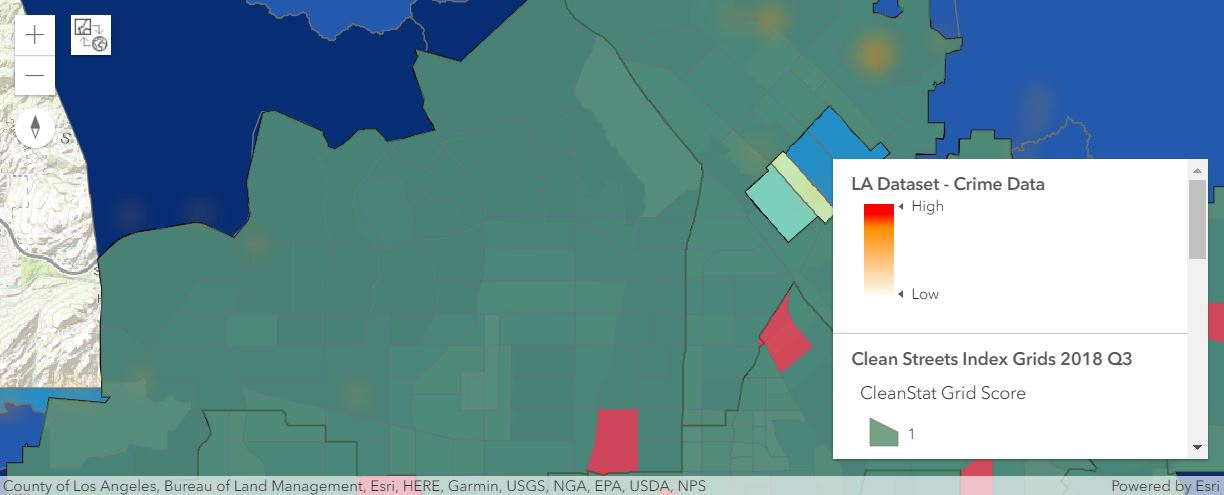 S
LA Dataset - Crime Data
High
Low
Clean Streets Index Grids 2018 Q3
CleanStat Grid Score
1
County of Los Angeles, Bureau of Land Management, Esri, HERE, Garmin, USGS, NGA, EPA, USDA, NPS
Powered by Esri